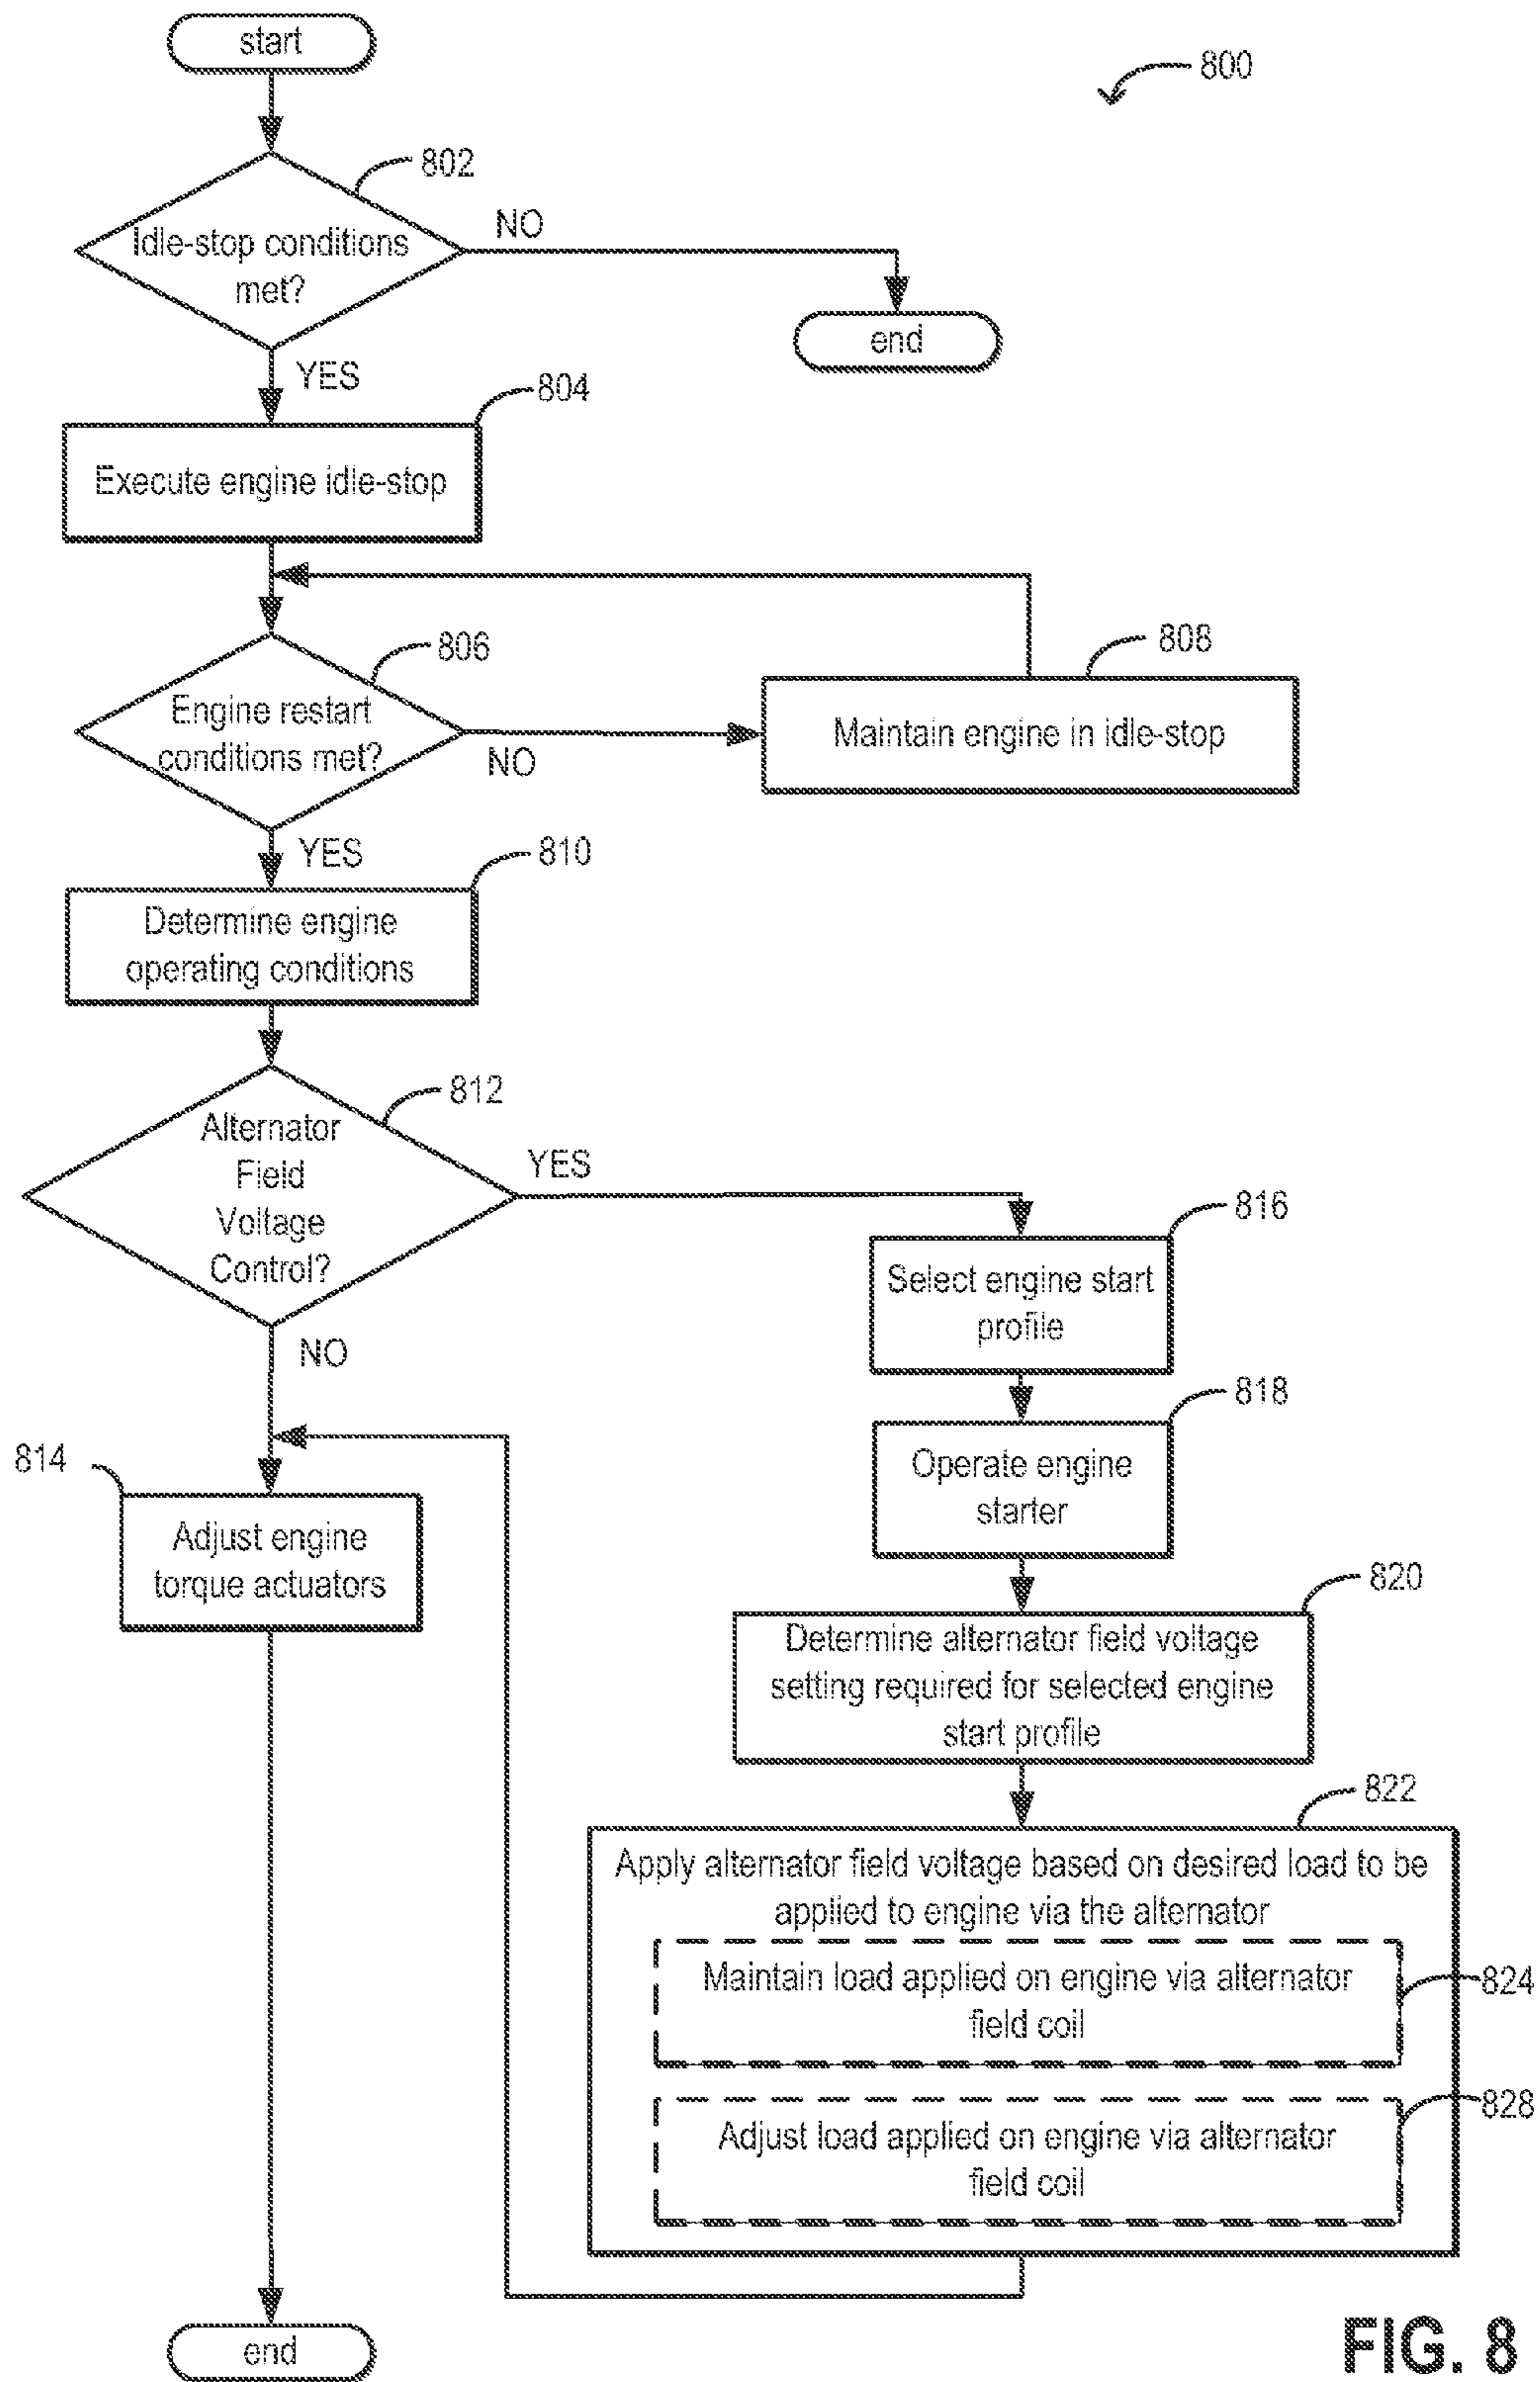 start
800
802
Idle-stop conditions
met?
NO
end
YES
804
Execute engine idle-stop
806
Engine restart
conditions met?
NO
808
Maintain engine in idle-stop
YES
810
Determine engine
operating conditions
812
Alternator
Field
Voltage
Control?
YES
NO
816
Select engine start
profile
818
Operate engine
starter
814
Adjust engine
torque actuators
820
Determine alternator field voltage
setting required for selected engine
start profile
822
Apply alternator field voltage based on desired load to be
applied to engine via the alternator
Maintain load applied on engine via alternator
field coil
824
Adjust load applied on engine via alternator
field coil
828
end
FIG. 8